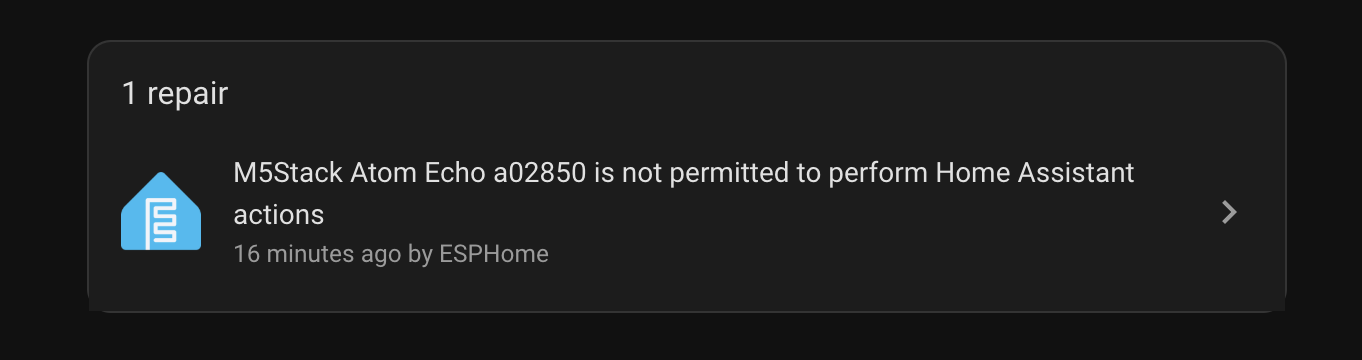 1 repair
M5Stack Atom Echo a02850 is not permitted to perform Home Assistant
actions
16 minutes ago by ESPHome